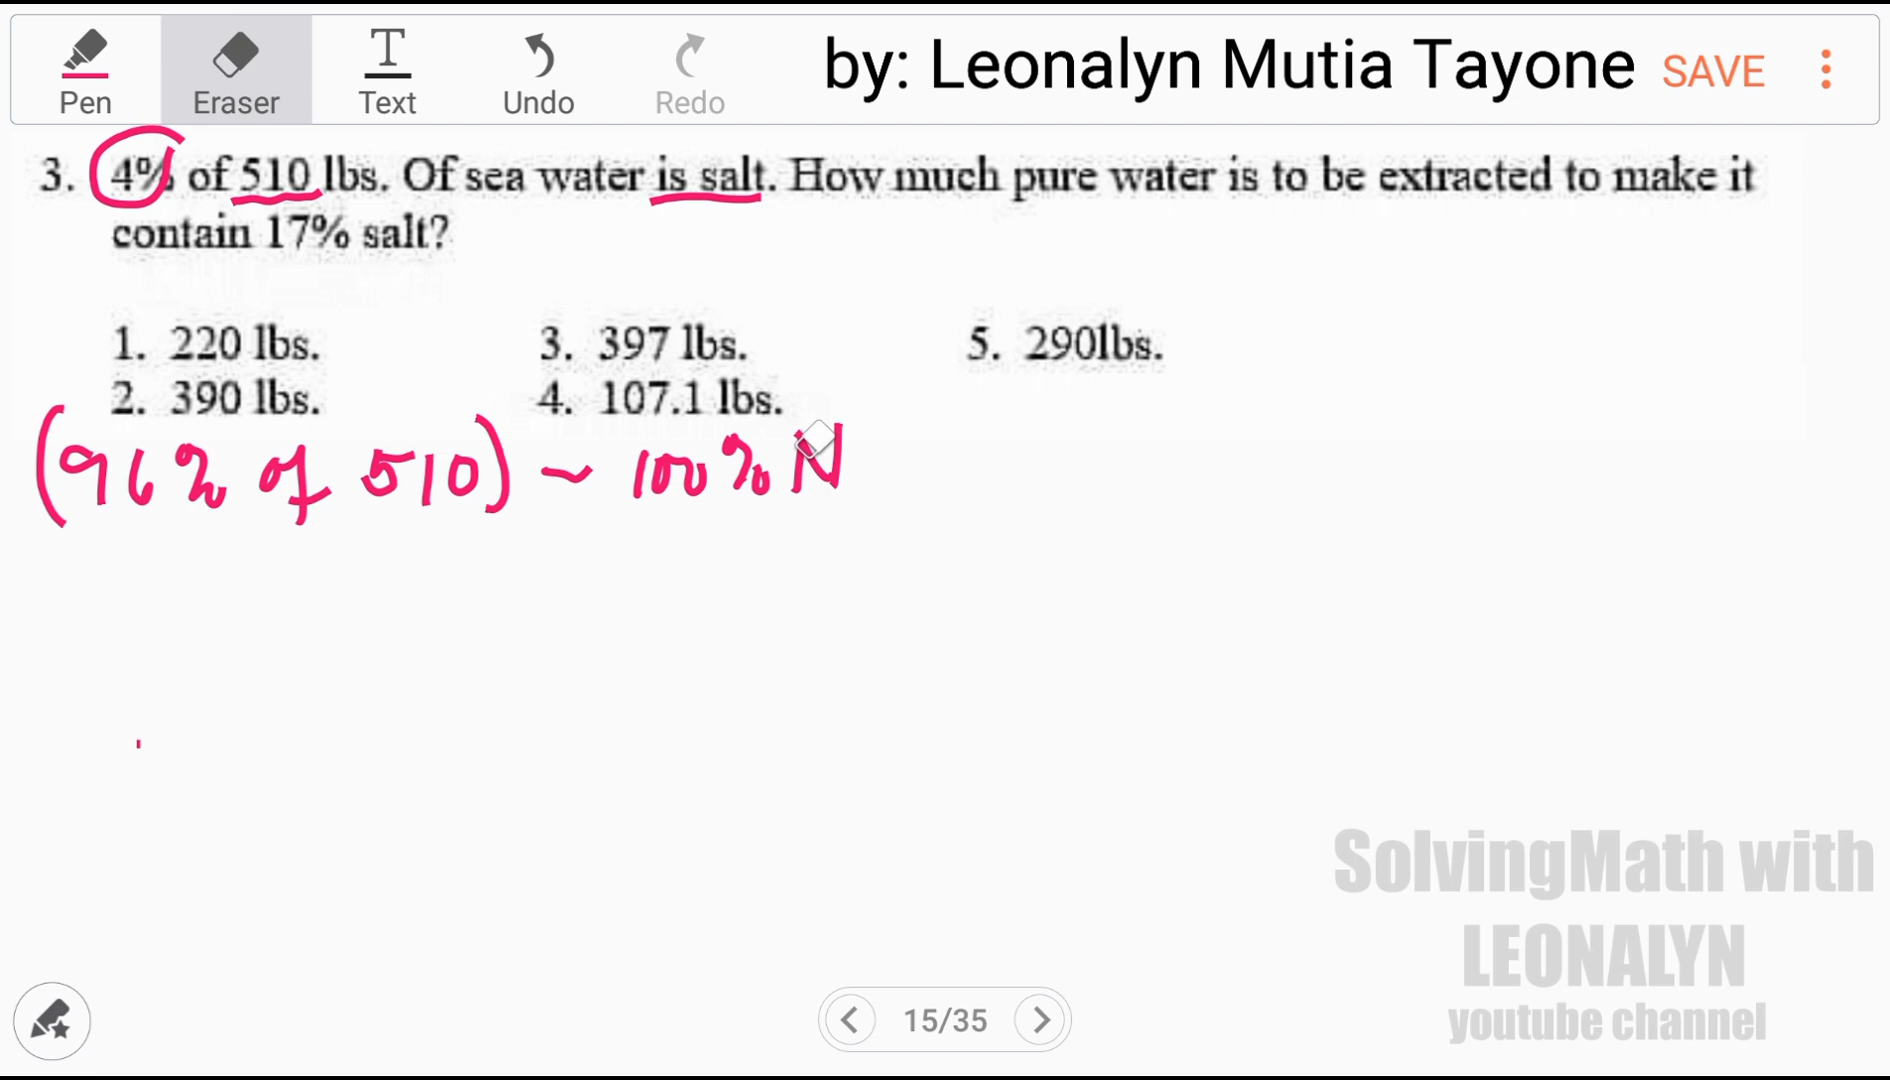 Pen
Eraser
T
Text
Undo
Redo
by: Leonalyn Mutia Tayone
SAVE
3. 4% of 510 lbs. Of sea water is salt. How much pure water is to be extracted to make it
contain 17% salt?
1. 220 lbs.
3. 397 lbs.
5. 290lbs.
2. 390 lbs.
4. 107.1 lbs.
(96% of 510) - 100% N
15/35
SolvingMath with
LEONALYN
youtube channel